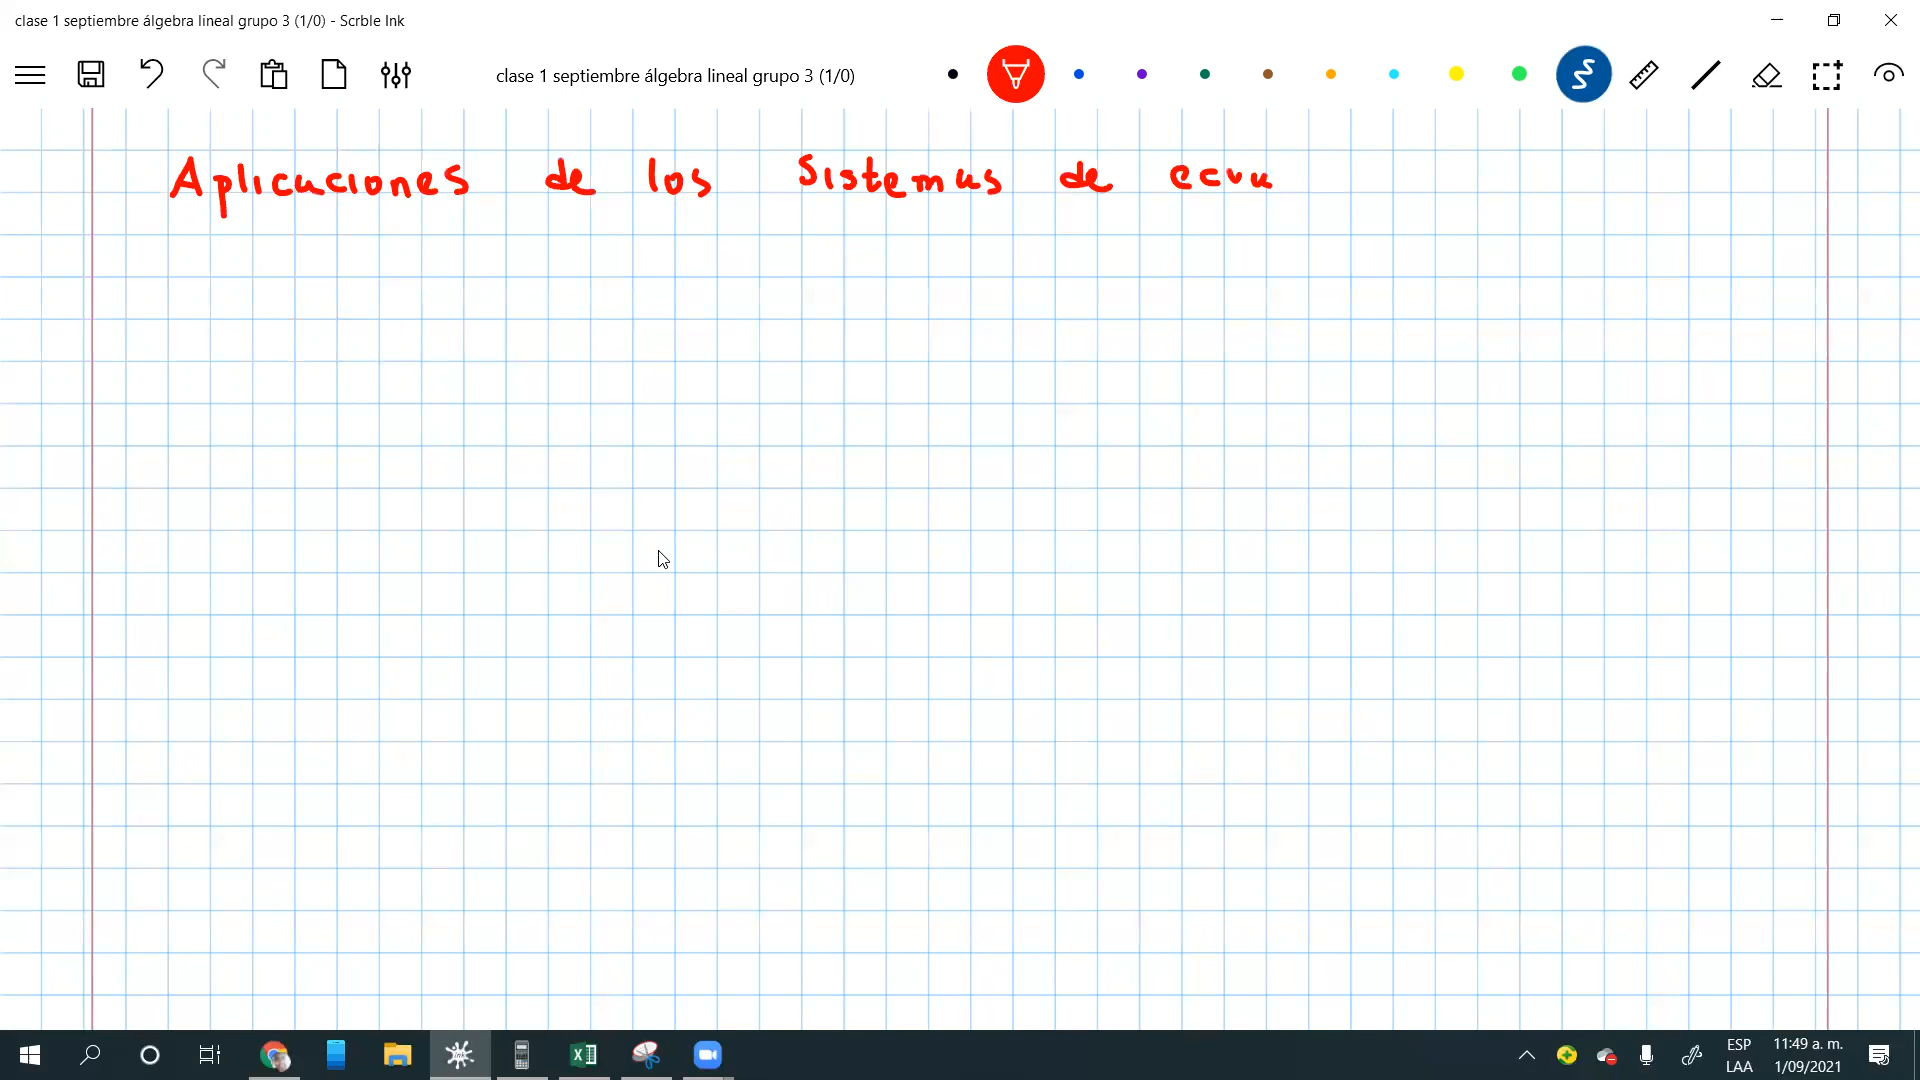 clase 1 septiembre álgebra lineal grupo 3 (1/0) - Scrble Ink
clase 1 septiembre álgebra lineal grupo 3 (1/0)
Aplicaciones de los Sistemas de ecua
ESP
LAA
11:49 a. m.
1/09/2021